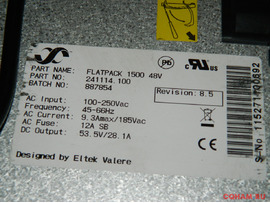 PART NAME: FLATPACK 1500 48V
PART NO: 241114.100
BATCH NO: 887854
Revision: 8.5
AC Input: 100-250Vac
Frequency: 45-66Hz
AC Current: 9.3Amax/185Vac
AC Fuse: 12A SB
DC Output: 53.5V/28.1A
Designed by Eltek Valere
c UL US